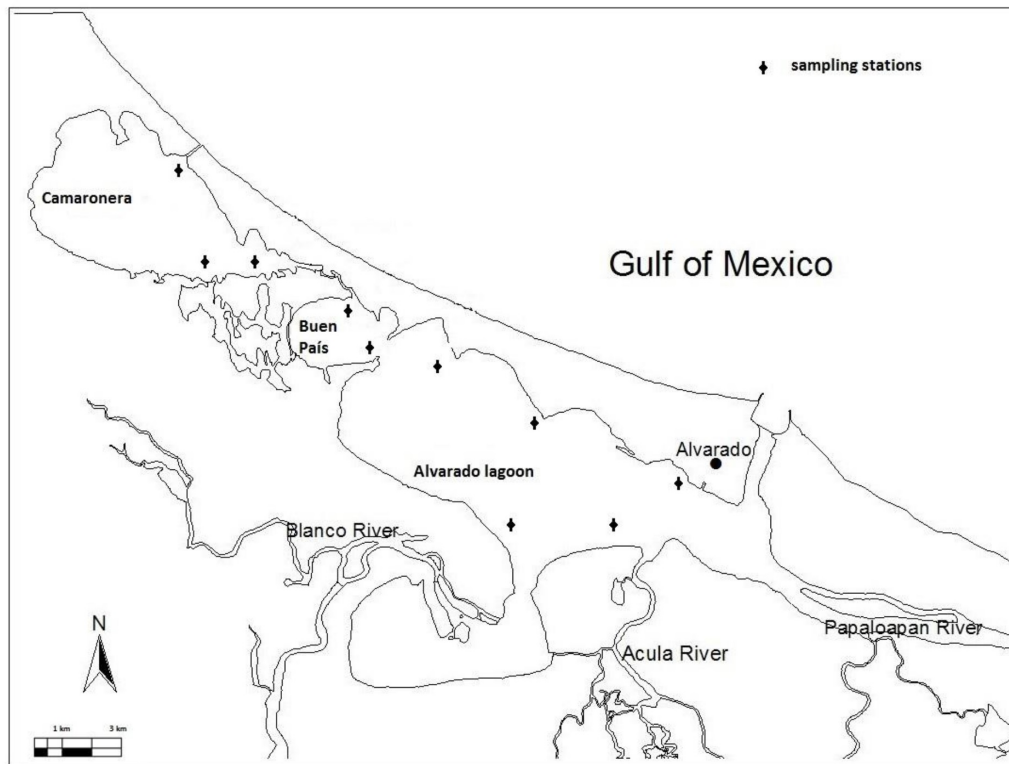 sampling stations
Camaronera
Gulf of Mexico
Buen
País
Alvarado
Alvarado lagoon
Blanco River
Papaloapan River
Acula River
N
1 km 3 km